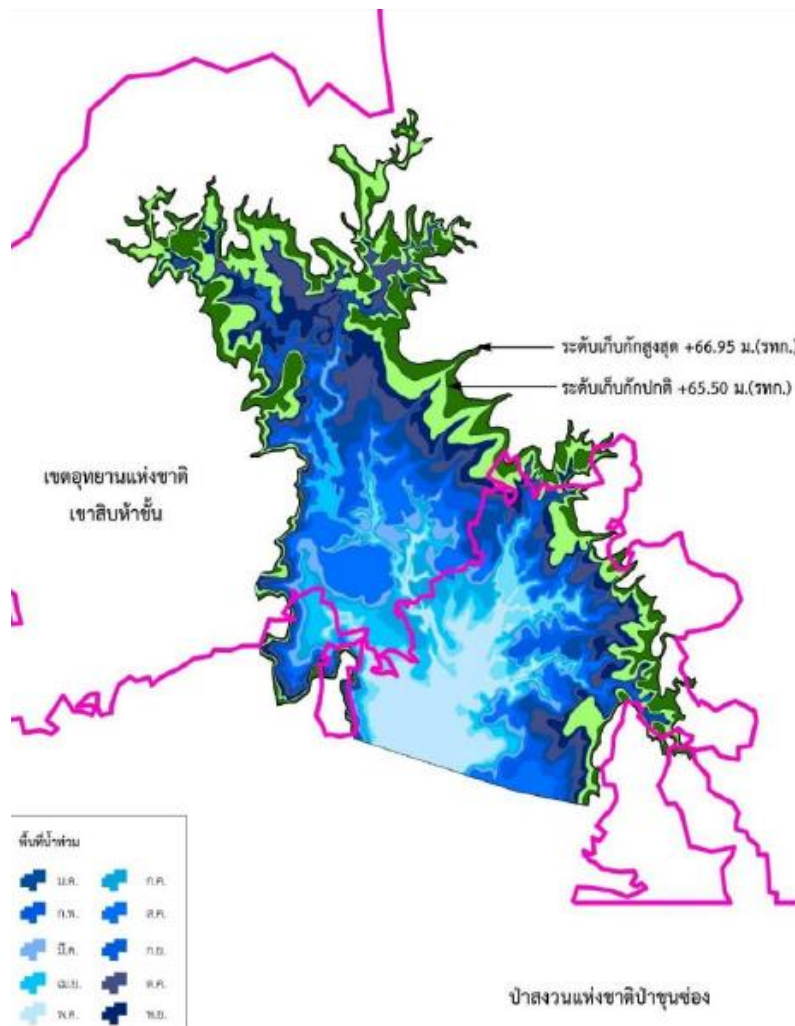 ระดับเก็บกักสูงสุด +66.95 ม.(รทก.)
ระดับเก็บกักปกติ +65.50 ม.(รทก.)
เขตอุทยานแห่งชาติ
เขาสิบห้าชั้น
พื้นที่น้ำท่วม
ม.ค. ก.ค.
ก.พ. ส.ค.
มี.ค. ก.ย.
เม.ย. ต.ค.
พ.ค. พ.ย.
ป่าสงวนแห่งชาติป่าขุนซ่อง